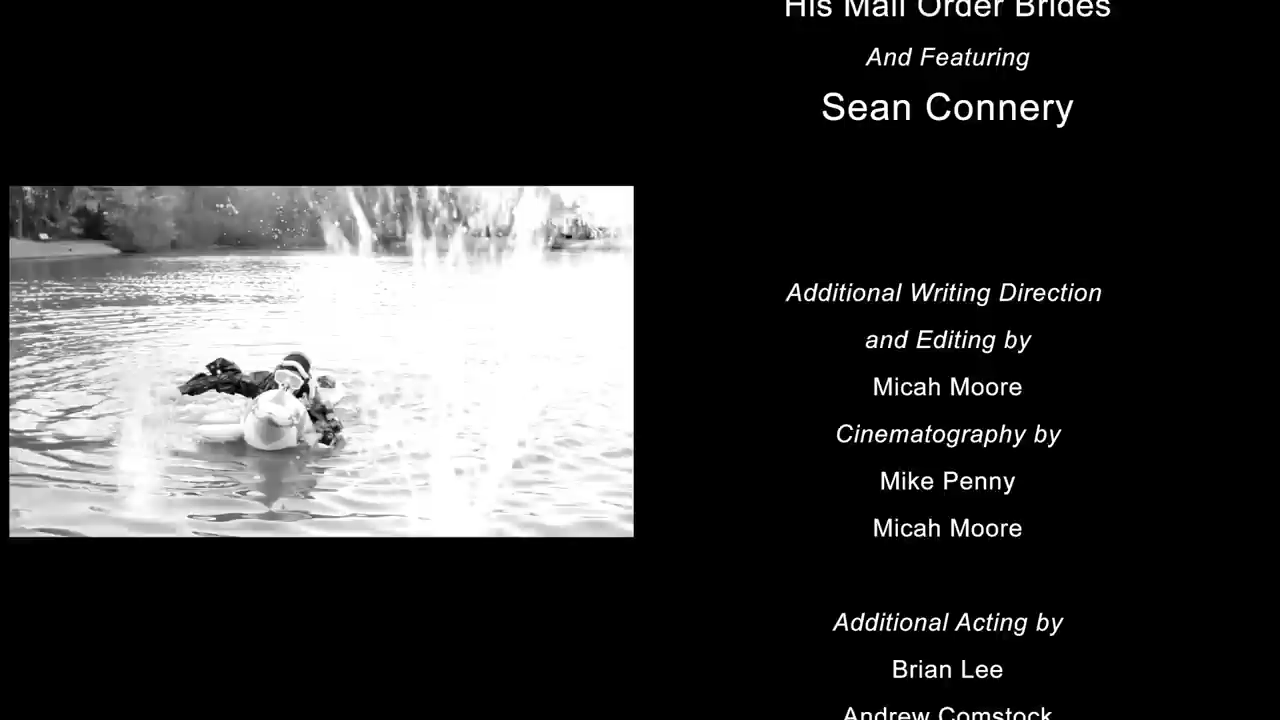 His Mail Order Brides
And Featuring
Sean Connery
Additional Writing Direction
and Editing by
Micah Moore
Cinematography by
Mike Penny
Micah Moore
Additional Acting by
Brian Lee
Andrew Comstock